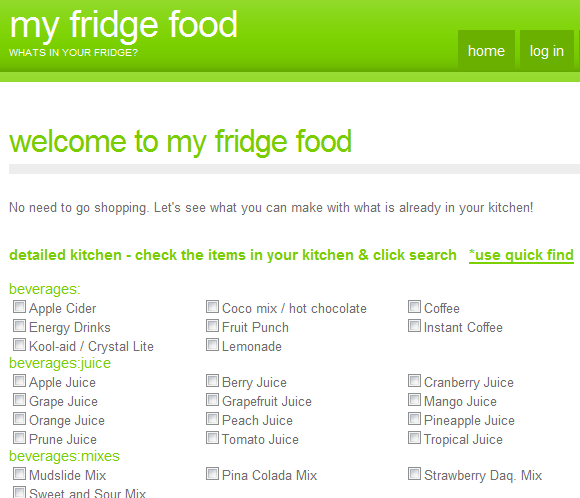 my fridge food
WHATS IN YOUR FRIDGE?
home log in
welcome to my fridge food
No need to go shopping. Let's see what you can make with what is already in your kitchen!
detailed kitchen - check the items in your kitchen & click search *use quick find
beverages:
Apple Cider Coco mix / hot chocolate Coffee
Energy Drinks Fruit Punch Instant Coffee
Kool-aid / Crystal Lite Lemonade
beverages:juice
Apple Juice Berry Juice Cranberry Juice
Grape Juice Grapefruit Juice Mango Juice
Orange Juice Peach Juice Pineapple Juice
Prune Juice Tomato Juice Tropical Juice
beverages:mixes
Mudslide Mix Pina Colada Mix Strawberry Daq. Mix
Sweet and Sour Mix